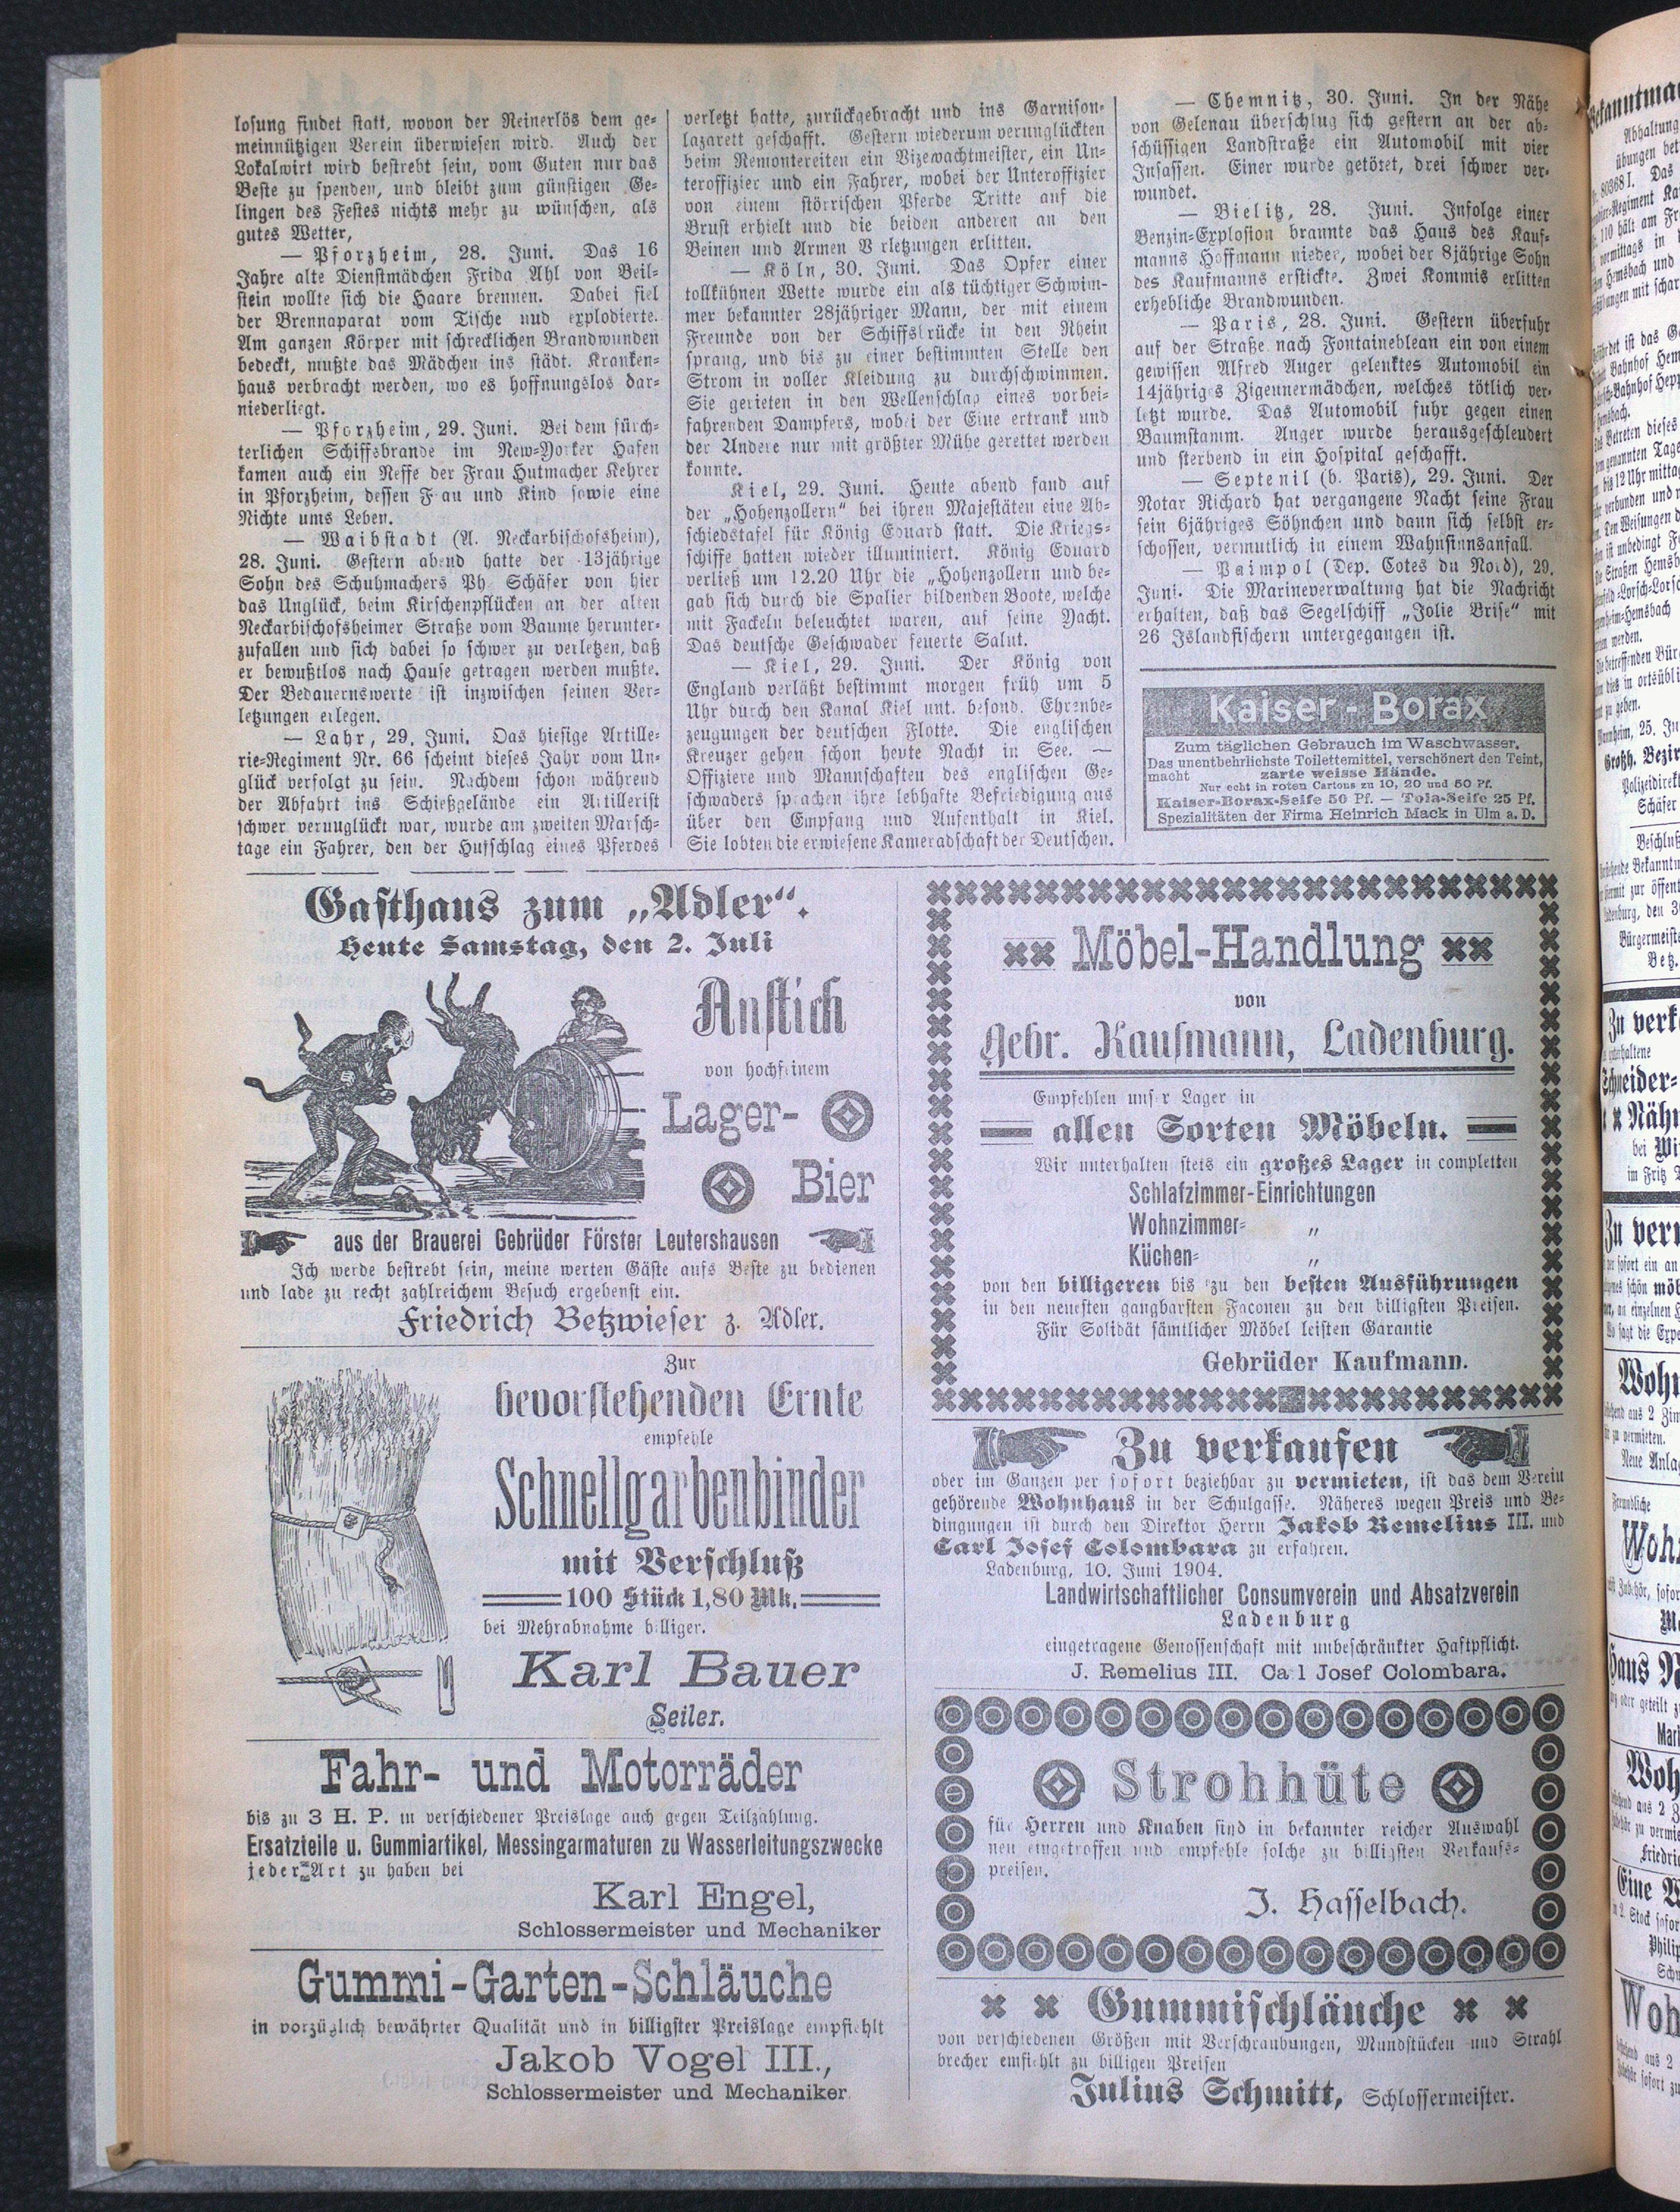 losung findet statt, wovon der Reinerlös dem ge-
meinnützigen Verein überwiesen wird. Auch der
Lokalwirt wird bestrebt sein, vom Guten nur das
Beste zu spenden, und bleibt zum günstigen Ge-
lingen des Festes nichts mehr zu wünschen, als
gutes Wetter,
— Pforzheim, 28. Juni. Das 16
Jahre alte Dienstmädchen Frida Ahl von Beil-
stein wollte sich die Haare brennen. Dabei fiel
der Brennaparat vom Tische und explodierte.
Am ganzen Körper mit schrecklichen Brandwunden
bedeckt, mußte das Mädchen ins städt. Kranken-
haus verbracht werden, wo es hoffnungslos dar-
niederliegt.
— Pforzheim, 29. Juni. Bei dem fürch-
terlichen Schiffsbrande im New-Yorker Hafen
kamen auch ein Neffe der Frau Hutmacher Kehrer
in Pforzheim, dessen F au und Kind sowie eine
Nichte ums Leben.
— Waibstadt (A. Neckarbischofsheim),
28. Juni. Gestern abend hatte der 13jährige
Sohn des Schuhmachers Ph. Schäfer von hier
das Unglück, beim Kirschenpflücken an der alten
Neckarbischofsheimer Straße vom Baume herunter-
zufallen und sich dabei so schwer zu verletzen, daß
er bewußtlos nach Hause getragen werden mußte.
Der Bedauernswerte ist inzwischen seinen Ver-
letzungen erlegen.
— Lahr, 29. Juni. Das hiesige Artille-
rie-Regiment Nr. 66 scheint dieses Jahr vom Un-
glück verfolgt zu sein. Nachdem schon während
der Abfahrt ins Schießgelände ein Artillerist
schwer verunglückt war, wurde am zweiten Marsch-
tage ein Fahrer, den der Hufschlag eines Pferdes
verletzt hatte, zurückgebracht und ins Garnison-
lazarett geschafft. Gestern wiederum verunglückten
beim Remontereiten ein Vizewachtmeister, ein Un-
teroffizier und ein Fahrer, wobei der Unteroffizier
von einem störrischen Pferde Tritte auf die
Brust erhielt und die beiden anderen an den
Beinen und Armen V rletzungen erlitten.
— Köln, 30. Juni. Das Opfer einer
tollkühnen Wette wurde ein als tüchtiger Schwim-
mer bekannter 28jähriger Mann, der mit einem
Freunde von der Schiffsbrücke in den Rhein
sprang, und bis zu einer bestimmten Stelle den
Strom in voller Kleidung zu durchschwimmen.
Sie gerieten in den Wellenschlag eines vorbei-
fahrenden Dampfers, wobei der Eine ertrank und
der Andere nur mit größter Mühe gerettet werden
konnte.
Kiel, 29. Juni. Heute abend fand auf
der „Hohenzollern“ bei ihren Majestäten eine Ab-
schiedstafel für König Eduard statt. Die Kriegs-
schiffe hatten wieder illuminiert. König Eduard
verließ um 12.20 Uhr die „Hohenzollern und be-
gab sich durch die Spalier bildenden Boote, welche
mit Fackeln beleuchtet waren, auf seine Yacht.
Das deutsche Geschwader feuerte Salut.
— Kiel, 29. Juni. Der König von
England verläßt bestimmt morgen früh um 5
Uhr durch den Kanal Kiel unt. besond. Ehrenbe-
zeugungen der deutschen Flotte. Die englischen
Kreuzer gehen schon heute Nacht in See. —
Offiziere und Mannschaften des englischen Ge-
schwaders sprachen ihre lebhafte Befriedigung aus
über den Empfang und Aufenthalt in Kiel.
Sie lobten die erwiesene Kameradschaft der Deutschen.
— Chemnitz, 30. Juni. In der Nähe
von Gelenau überschlug sich gestern an der ab-
schüssigen Landstraße ein Automobil mit vier
Insassen. Einer wurde getötet, drei schwer ver-
wundet.
— Bielitz, 28. Juni. Infolge einer
Benzin-Explosion brannte das Haus des Kauf-
manns Hoffmann nieder, wobei der 8jährige Sohn
des Kaufmanns erstickte. Zwei Kommis erlitten
erhebliche Brandwunden.
— Paris, 28. Juni. Gestern überfuhr
auf der Straße nach Fontaineblean ein von einem
gewissen Alfred Auger gelenktes Automobil ein
14jähriges Zigeunermädchen, welches tötlich ver-
letzt wurde. Das Automobil fuhr gegen einen
Baumstamm. Auger wurde herausgeschleudert
und sterbend in ein Hospital geschafft.
— Septenil (b. Paris), 29. Juni. Der
Notar Richard hat vergangene Nacht seine Frau
sein 6jähriges Söhnchen und dann sich selbst er-
schossen, vermutlich in einem Wahnsinnsanfall.
— Paimpol (Dep. Cotes du Nord), 29.
Juni. Die Marineverwaltung hat die Nachricht
erhalten, daß das Segelschiff „Jolie Brise“ mit
26 Islandfischern untergegangen ist.
Kaiser-Borax
Zum täglichen Gebrauch im Waschwasser.
Das unentbehrlichste Toilettemittel, verschönert den Teint,
macht zarte weisse Hände.
Nur echt in roten Cartons zu 10, 20 und 50 Pf.
Kaiser-Borax-Seife 50 Pf. — Tola-Seife 25 Pf.
Spezialitäten der Firma Heinrich Mack in Ulm a. D.
Gasthaus zum „Adler“.
Heute Samstag, den 2. Juli
Anstich
von hochfeinem
Lager-
Bier
aus der Brauerei Gebrüder Förster Leutershausen
Ich werde bestrebt sein, meine werten Gäste aufs Beste zu bedienen
und lade zu recht zahlreichem Besuch ergebenst ein.
Friedrich Betzwieser z. Adler.
Zur
bevorstehenden Ernte
empfehle
Schnellgarbenbinder
mit Verschluß
100 Stück 1,80 Mk.
bei Mehrabnahme billiger.
Karl Bauer
Seiler.
Fahr- und Motorräder
bis zu 3 H. P. in verschiedener Preislage auch gegen Teilzahlung.
Ersatzteile u. Gummiartikel, Messingarmaturen zu Wasserleitungszwecke
jeder Art zu haben bei
Karl Engel,
Schlossermeister und Mechaniker
Gummi-Garten-Schläuche
in vorzüglich bewährter Qualität und in billigster Preislage empfiehlt
Jakob Vogel III.,
Schlossermeister und Mechaniker.
Möbel-Handlung
von
Gebr. Kaufmann, Ladenburg.
Empfehlen uns r Lager in
allen Sorten Möbeln.
Wir unterhalten stets ein großes Lager in completten
Schlafzimmer-Einrichtungen
Wohnzimmer- „
Küchen- „
von den billigeren bis zu den besten Ausführungen
in den neuesten gangbarsten Faconen zu den billigsten Preisen.
Für Solidät sämtlicher Möbel leisten Garantie
Gebrüder Kaufmann.
Zu verkaufen
oder im Ganzen per sofort beziehbar zu vermieten, ist das dem Verein
gehörende Wohnhaus in der Schulgasse. Näheres wegen Preis und Be-
dingungen ist durch den Direktor Herrn Jakob Remelius III. und
Carl Josef Colombara zu erfahren.
Ladenburg, 10. Juni 1904.
Landwirtschaftlicher Consumverein und Absatzverein
Ladenburg
eingetragene Genossenschaft mit unbeschränkter Haftpflicht.
J. Remelius III. Ca l Josef Colombara.
Strohhüte
für Herren und Knaben sind in bekannter reicher Auswahl
neu eingetroffen und empfehle solche zu billigsten Verkaufs-
preisen.
J. Hasselbach.
Gummischläuche
von verschiedenen Größen mit Verschraubungen, Mundstücken und Strahl
brecher emfiehlt zu billigen Preisen
Julius Schmitt, Schlossermeister.